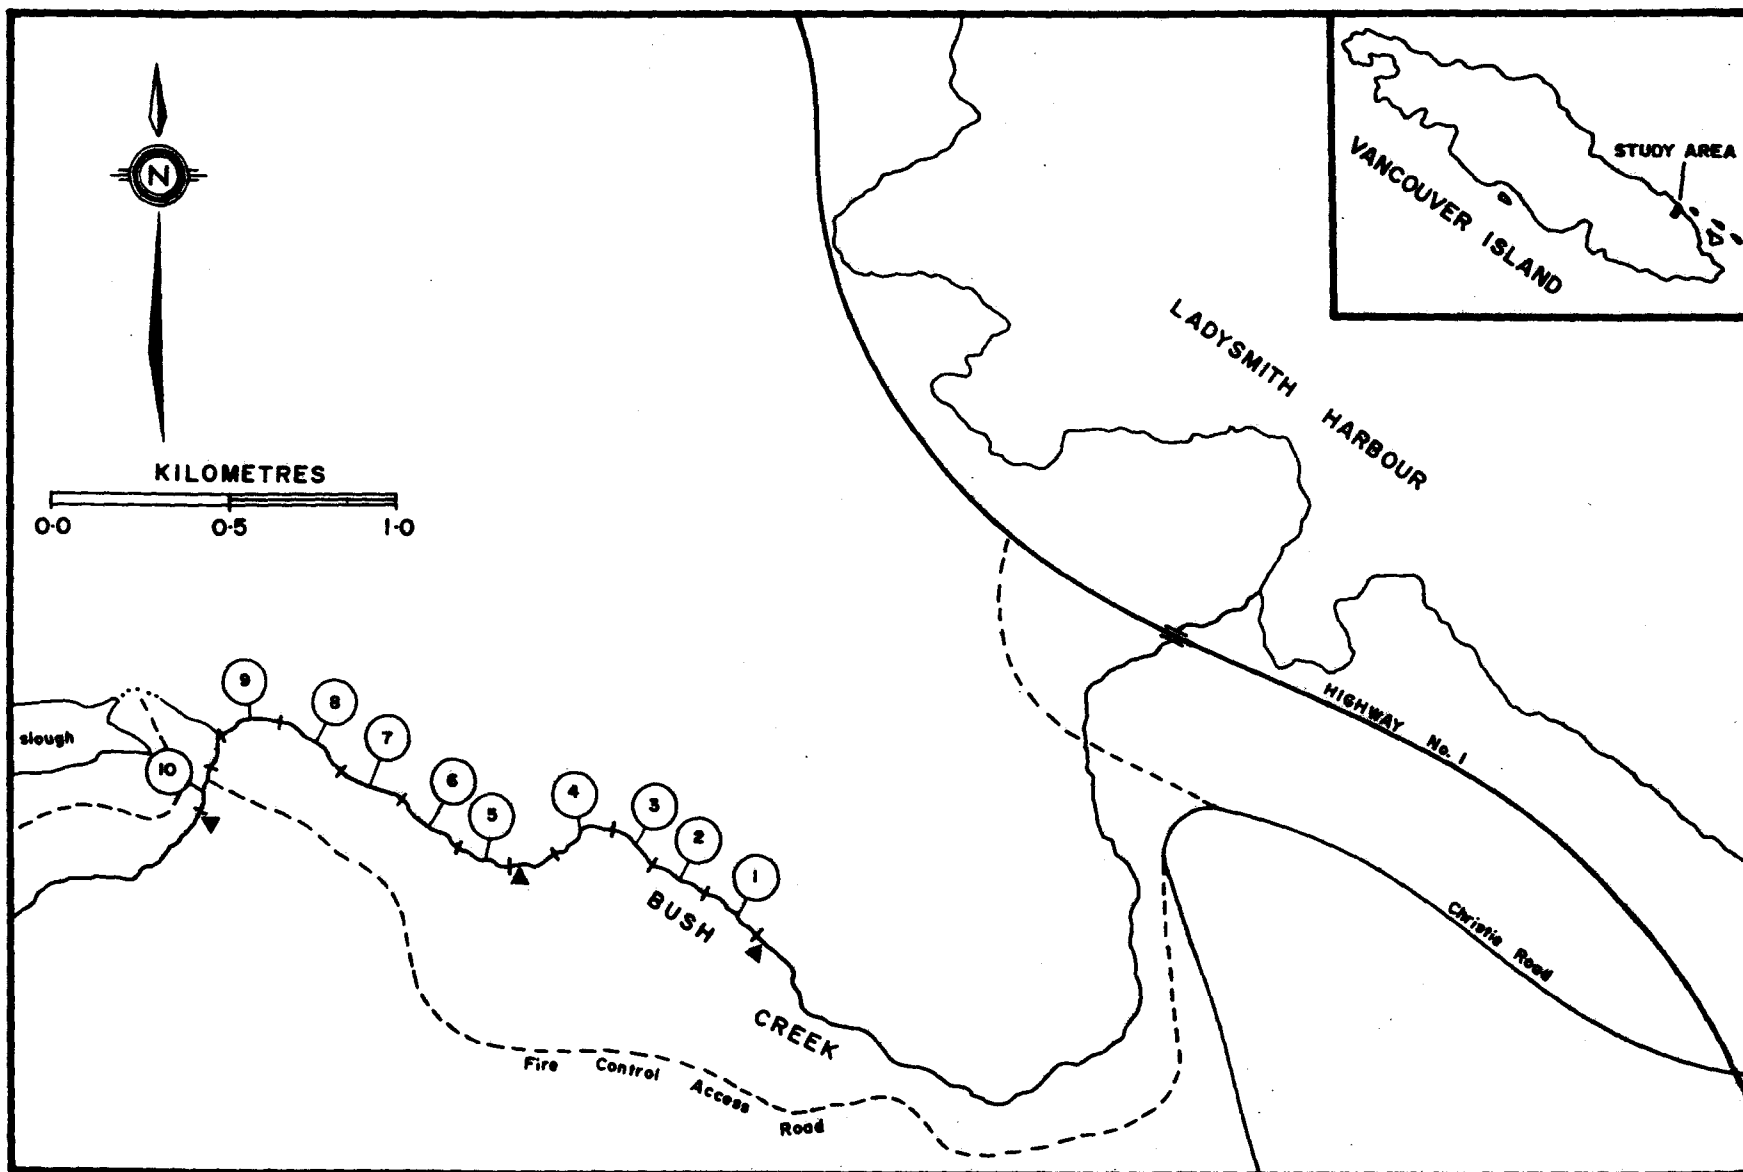 N
KILOMETRES
0·0 0·5 1·0
STUDY AREA
VANCOUVER ISLAND
LADYSMITH HARBOUR
HIGHWAY No. 1
Christie Road
slough
10
9
8
7
6
5
4
3
2
1
BUSH
CREEK
Fire Control Access
Road